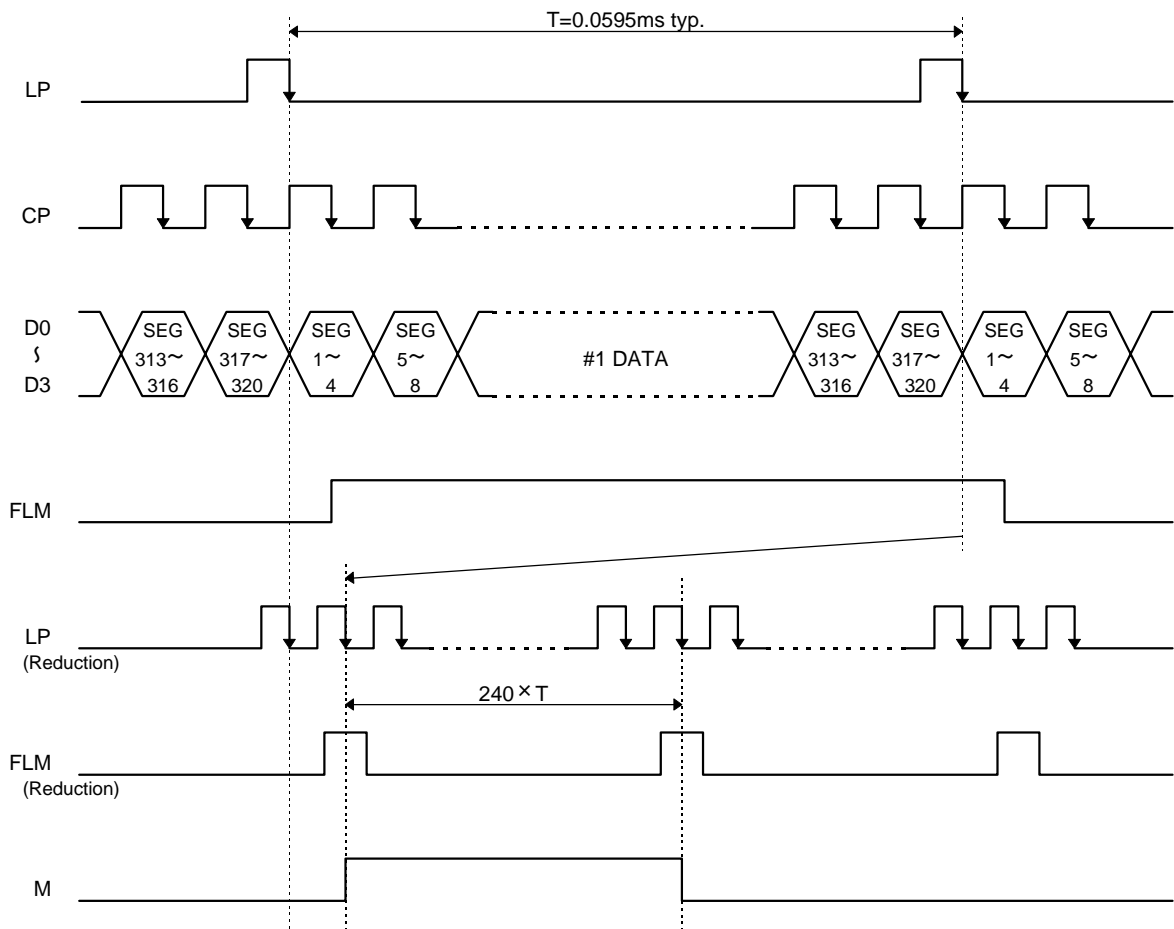 T=0.0595ms typ.
LP
CP
D0
~
D3
SEG
313~
316
SEG
317~
320
SEG
1~
4
SEG
5~
8
#1 DATA
SEG
313~
316
SEG
317~
320
SEG
1~
4
SEG
5~
8
FLM
LP
(Reduction)
240×T
FLM
(Reduction)
M